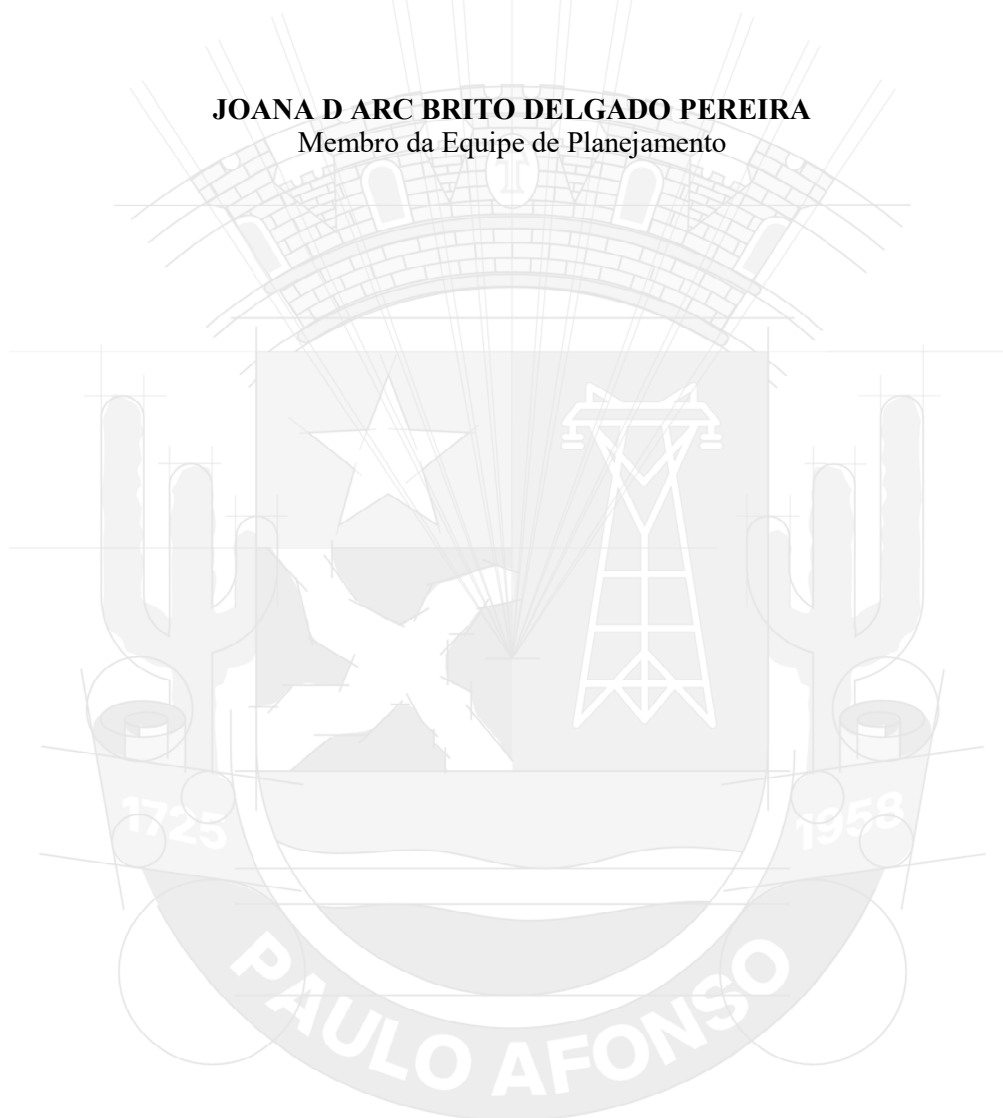 JOANA D ARC BRITO DELGADO PEREIRA
Membro da Equipe de Planejamento
1725
1958
PAULO AFONSO